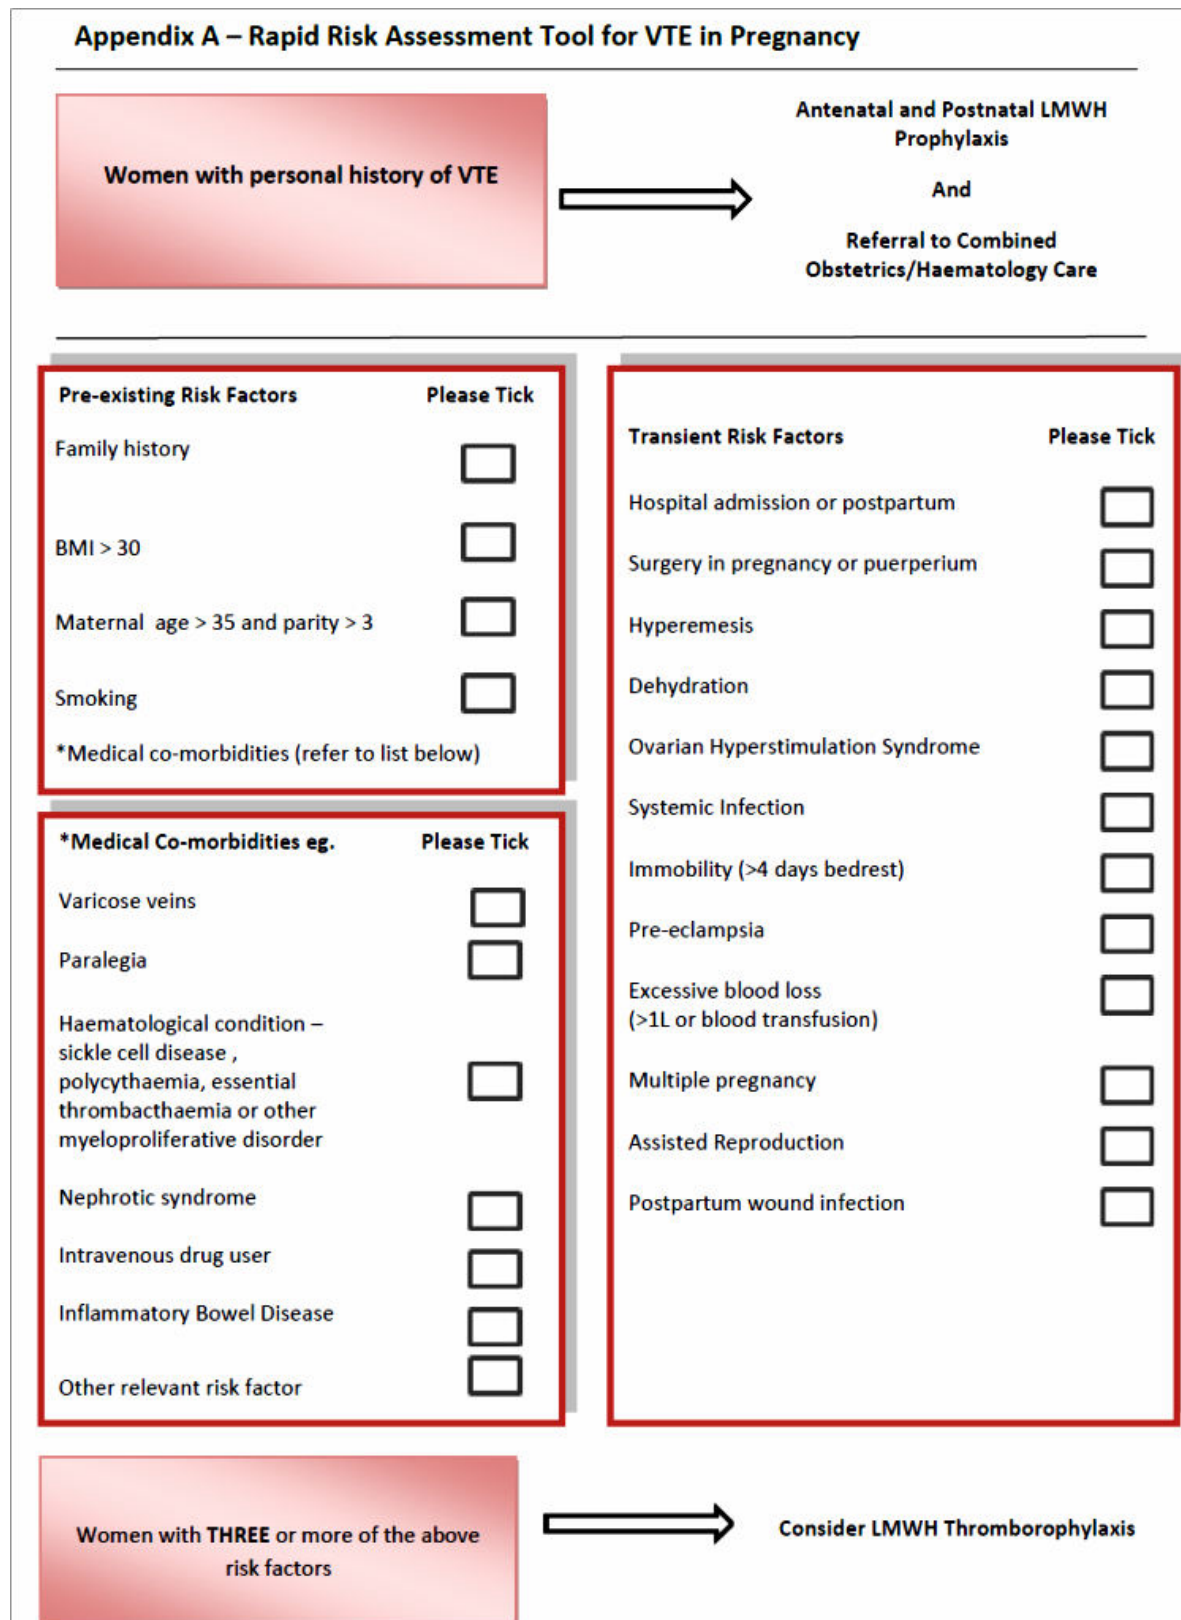 Appendix A – Rapid Risk Assessment Tool for VTE in Pregnancy
Women with personal history of VTE
Antenatal and Postnatal LMWH
Prophylaxis
And
Referral to Combined
Obstetrics/Haematology Care
Pre-existing Risk Factors Please Tick
Family history
BMI > 30
Maternal age > 35 and parity > 3
Smoking
*Medical co-morbidities (refer to list below)
*Medical Co-morbidities eg. Please Tick
Varicose veins
Paralegia
Haematological condition –
sickle cell disease ,
polycythaemia, essential
thrombacthaemia or other
myeloproliferative disorder
Nephrotic syndrome
Intravenous drug user
Inflammatory Bowel Disease
Other relevant risk factor
Transient Risk Factors Please Tick
Hospital admission or postpartum
Surgery in pregnancy or puerperium
Hyperemesis
Dehydration
Ovarian Hyperstimulation Syndrome
Systemic Infection
Immobility (>4 days bedrest)
Pre-eclampsia
Excessive blood loss
(>1L or blood transfusion)
Multiple pregnancy
Assisted Reproduction
Postpartum wound infection
Women with THREE or more of the above
risk factors
Consider LMWH Thromborophylaxis